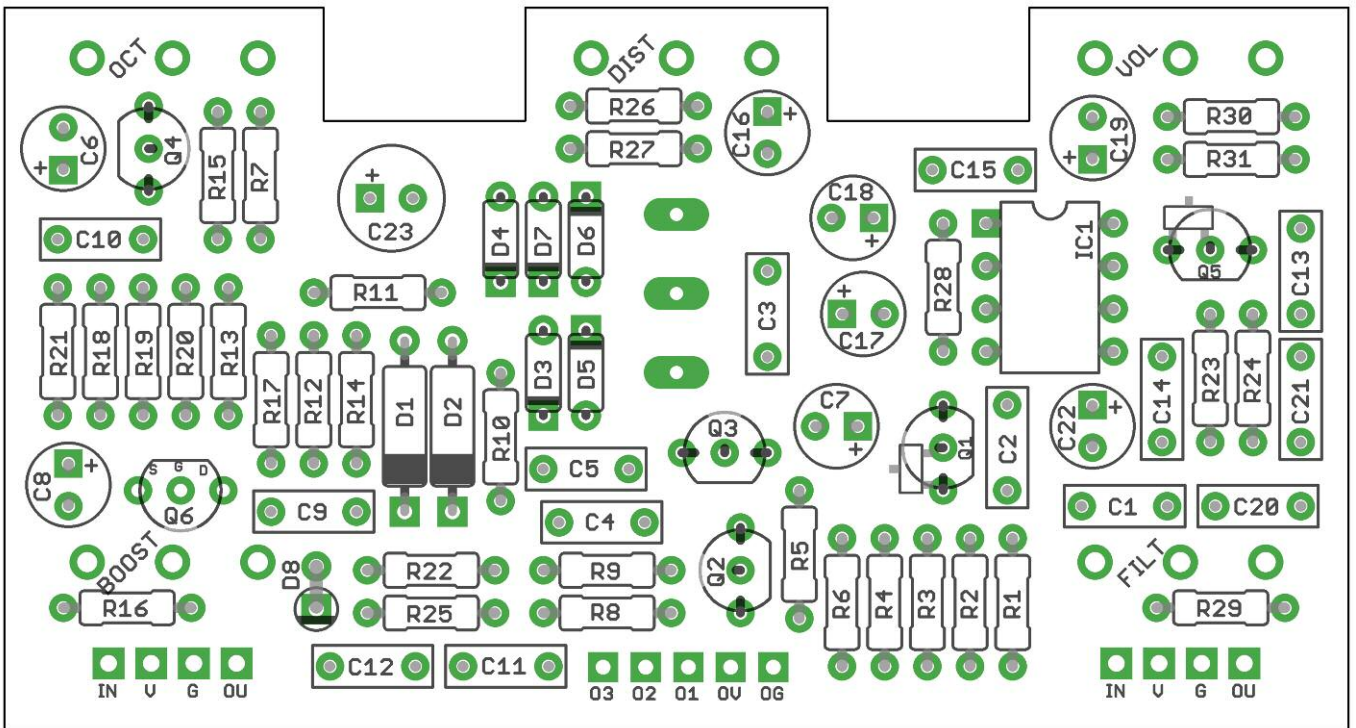 OCT DIST VOL
C6 Q4 R15 R7 R26 R27 C16 C19 R30 R31
C15
C10 C23 D4 D7 D6 C18 IC1 Q5 C13
R28
R11 C3 C17
R21 R18 R19 R20 R13 R17 R12 R14 D1 D2 R10 D3 D5 C14 R23 R24 C21
C7 Q3 Q1 C2 C22
C8 S G D C5
Q6 C9 C4 C1 C20
BOOST D8 R22 R9 Q2 R5 FILT
R16 R25 R8 R6 R4 R3 R2 R1 R29
C12 C11
IN V G OU O3 O2 O1 OV OG IN V G OU
+ + + + + + + + +